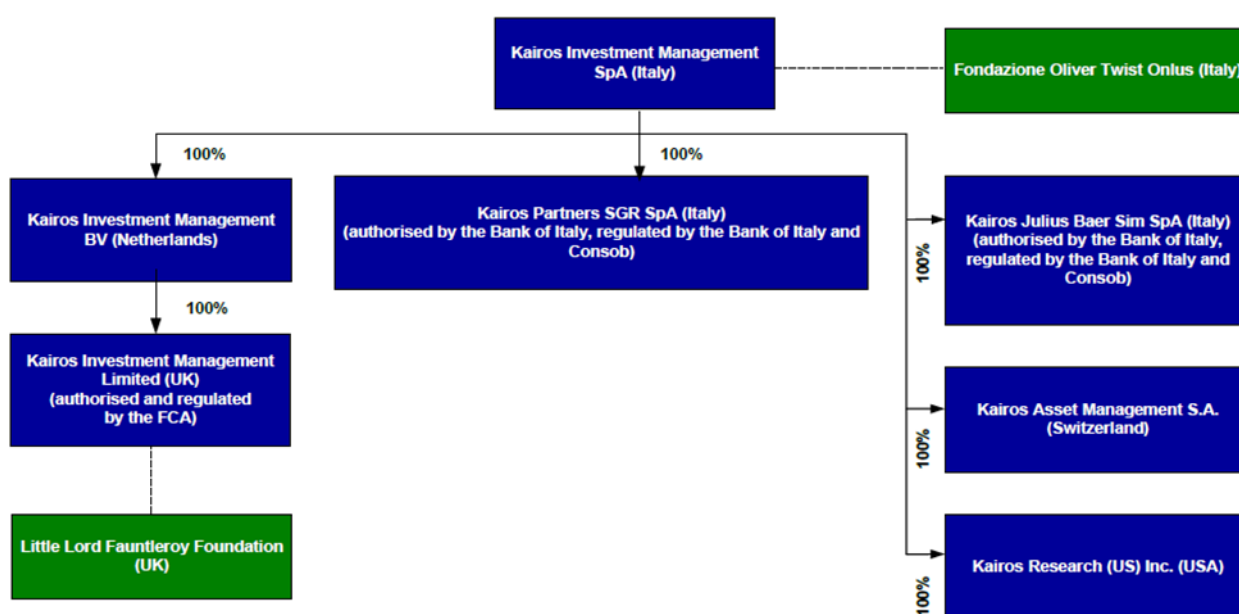 Kairos Investment Management
SpA (Italy)
Fondazione Oliver Twist Onlus (Italy)
100%
100%
Kairos Investment Management
BV (Netherlands)
Kairos Partners SGR SpA (Italy)
(authorised by the Bank of Italy, regulated by the Bank of Italy and
Consob)
Kairos Julius Baer Sim SpA (Italy)
(authorised by the Bank of Italy,
regulated by the Bank of Italy and
Consob)
100%
100%
Kairos Investment Management
Limited (UK)
(authorised and regulated
by the FCA)
Kairos Asset Management S.A.
(Switzerland)
100%
Little Lord Fauntleroy Foundation
(UK)
Kairos Research (US) Inc. (USA)
100%